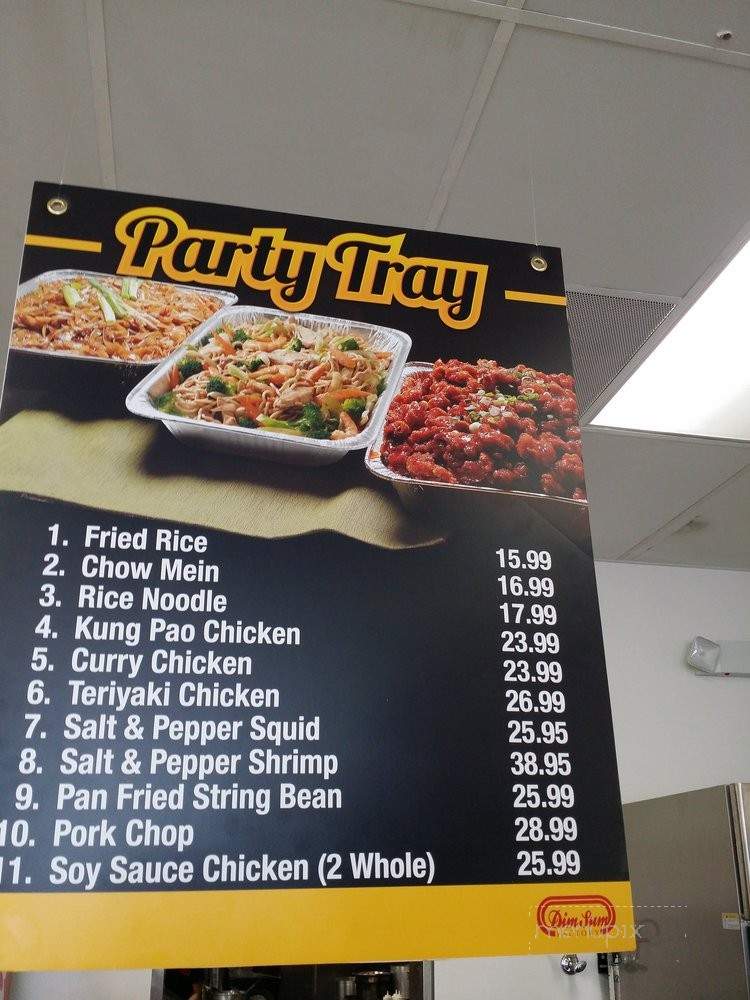 Party Tray
1. Fried Rice 15.99
2. Chow Mein 16.99
3. Rice Noodle 17.99
4. Kung Pao Chicken 23.99
5. Curry Chicken 23.99
6. Teriyaki Chicken 26.99
7. Salt & Pepper Squid 25.95
8. Salt & Pepper Shrimp 38.95
9. Pan Fried String Bean 25.99
10. Pork Chop 28.99
11. Soy Sauce Chicken (2 Whole) 25.99
Dim Sum
menupix